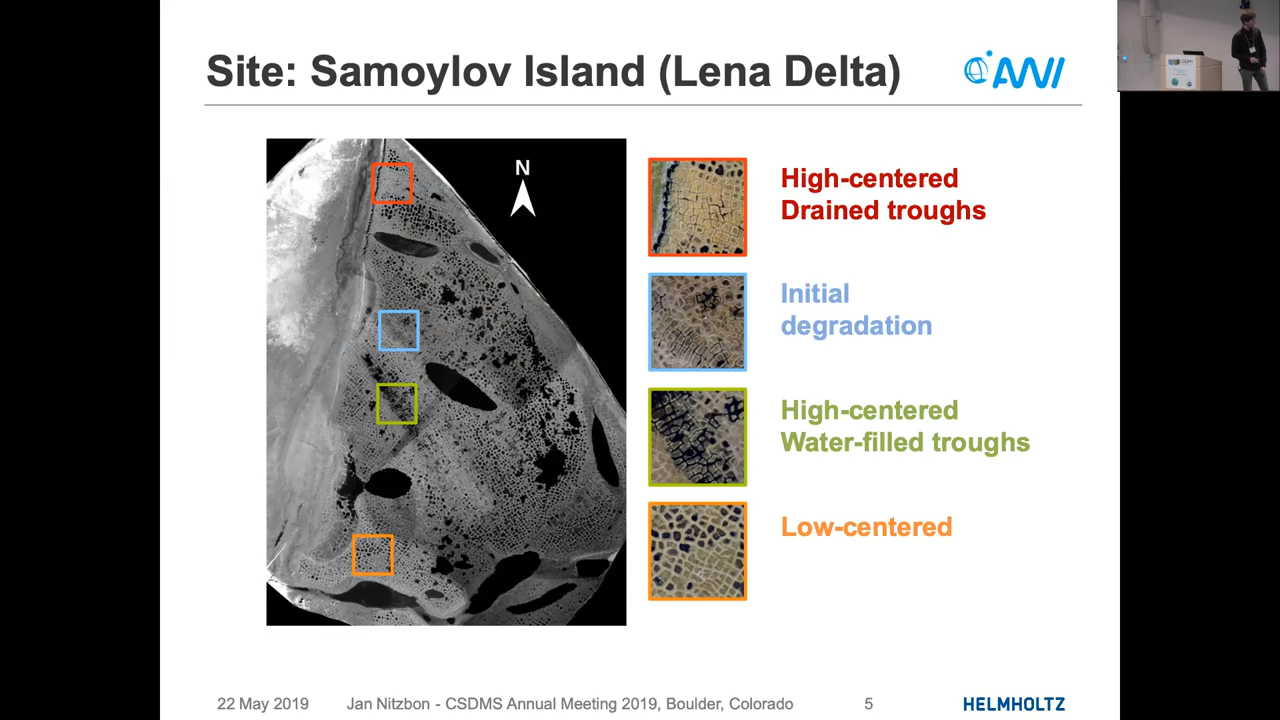 Site: Samoylov Island (Lena Delta)
AWI
N
High-centered
Drained troughs
Initial
degradation
High-centered
Water-filled troughs
Low-centered
22 May 2019
Jan Nitzbon - CSDMS Annual Meeting 2019, Boulder, Colorado
5
HELMHOLTZ